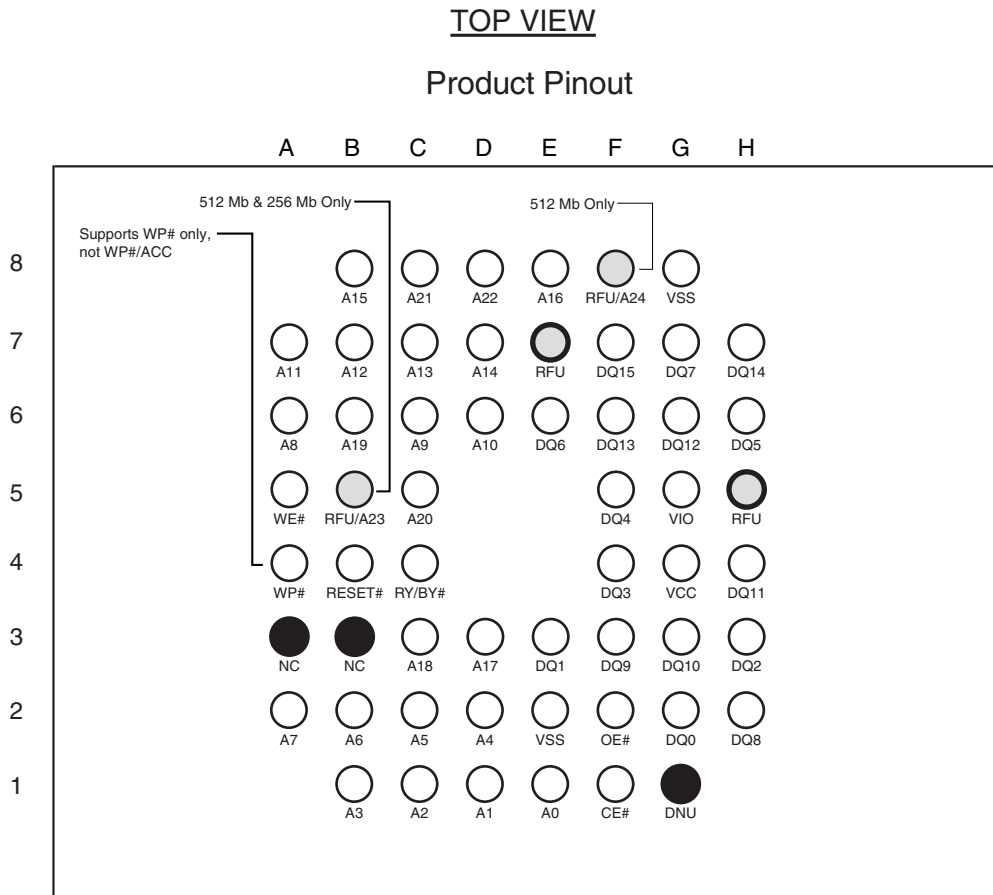 TOP VIEW
Product Pinout
A B C D E F G H
512 Mb & 256 Mb Only
512 Mb Only
Supports WP# only,
not WP#/ACC
8
A15 A21 A22 A16 RFU/A24 VSS
7
A11 A12 A13 A14 RFU DQ15 DQ7 DQ14
6
A8 A19 A9 A10 DQ6 DQ13 DQ12 DQ5
5
WE# RFU/A23 A20 DQ4 VIO RFU
4
WP# RESET# RY/BY# DQ3 VCC DQ11
3
NC NC A18 A17 DQ1 DQ9 DQ10 DQ2
2
A7 A6 A5 A4 VSS OE# DQ0 DQ8
1
A3 A2 A1 A0 CE# DNU